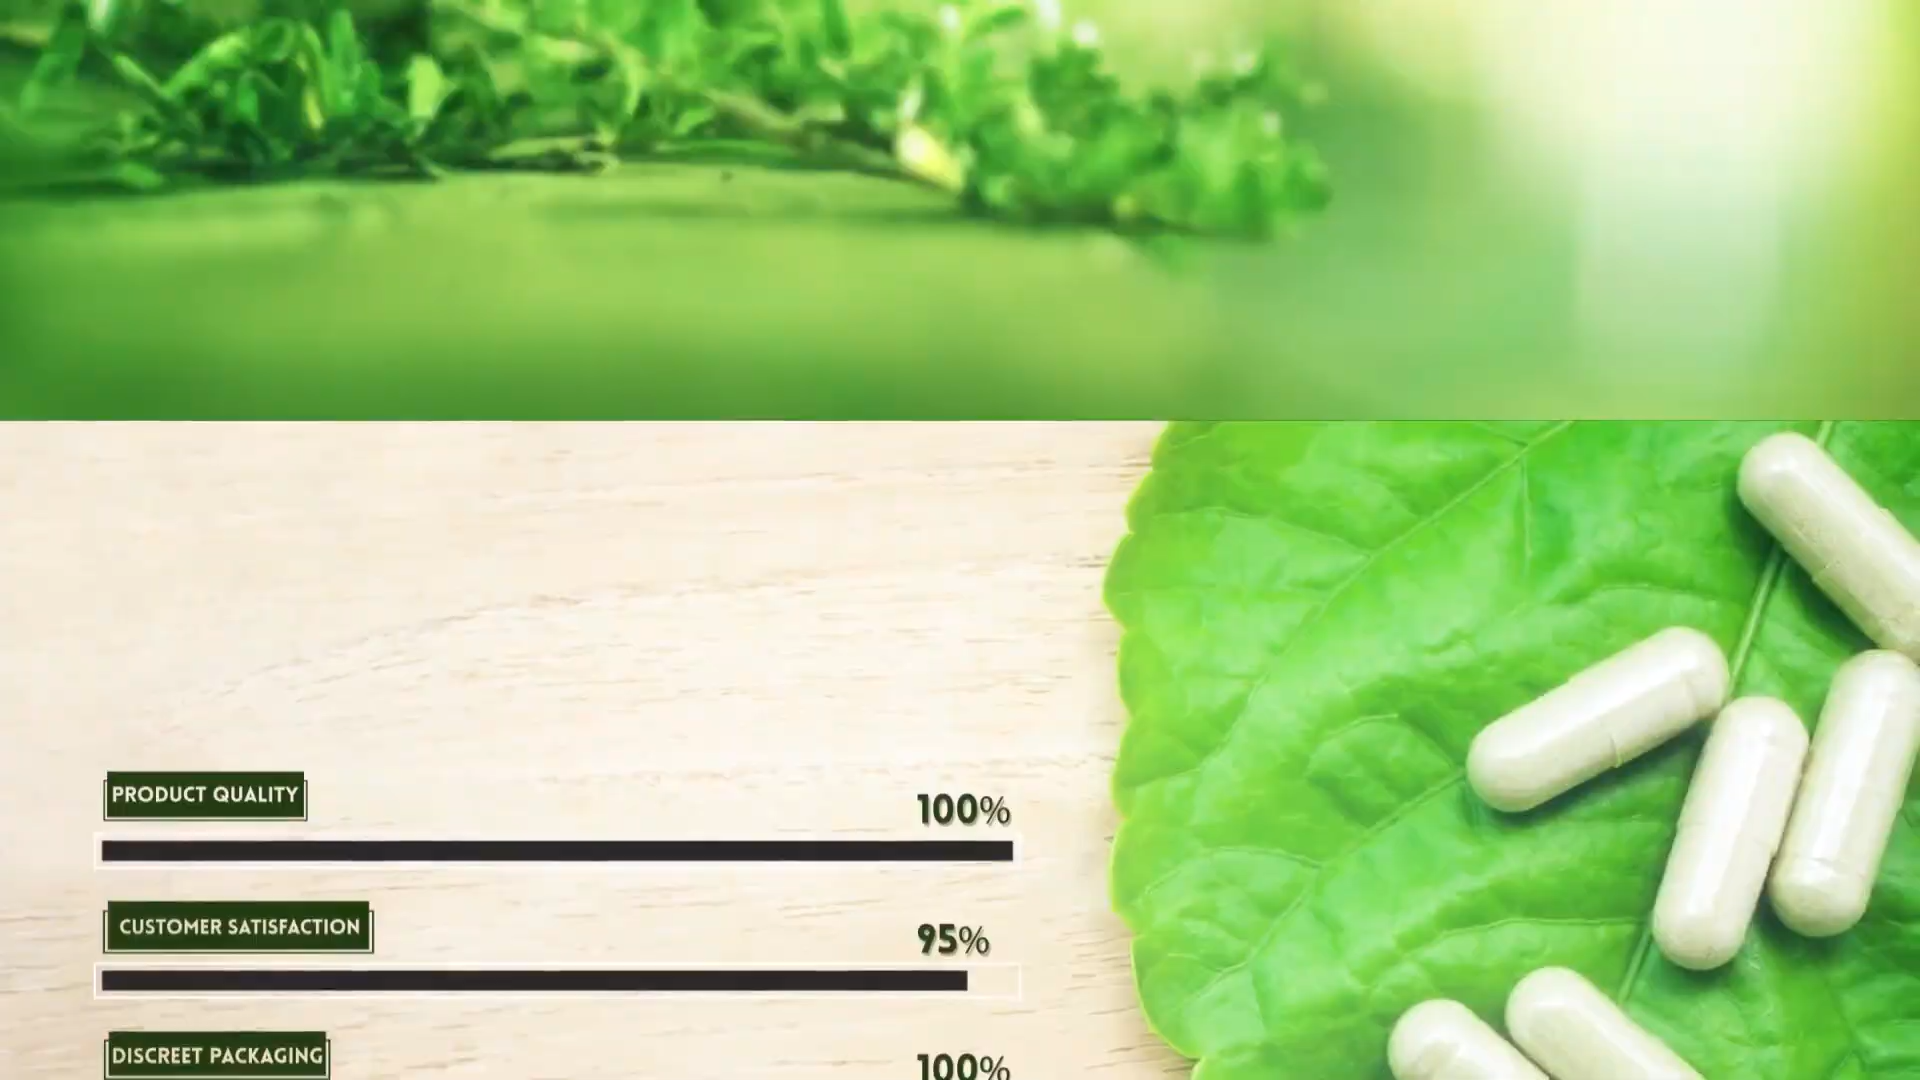 PRODUCT QUALITY
100%
CUSTOMER SATISFACTION
95%
DISCREET PACKAGING
100%